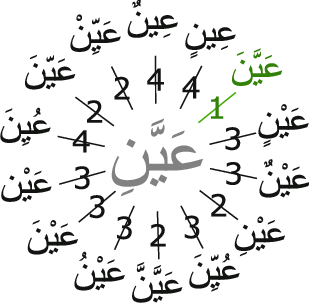 عِينٌ
4
عِينٍ
4
عَيَّنَ
1
عَيْنٍ
3
عَيْنٌ
3
عَيْنِ
2
عُيِّنَ
3
عَيَّنَّ
2
عَيْنُ
3
عَيْنَ
3
عَيْنَ
3
عُيِنَ
4
عَيِّنَ
2
عَيِّنْ
2
عَيَّنِ